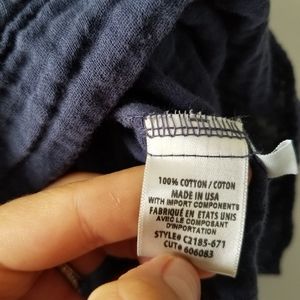 100% COTTON / COTON
MADE IN USA
WITH IMPORT COMPONENTS
FABRIQUÉ EN ETATS UNIS
AVEC LE COMPOSANT
D'IMPORTATION
STYLE# C2185-671
CUT# 606083